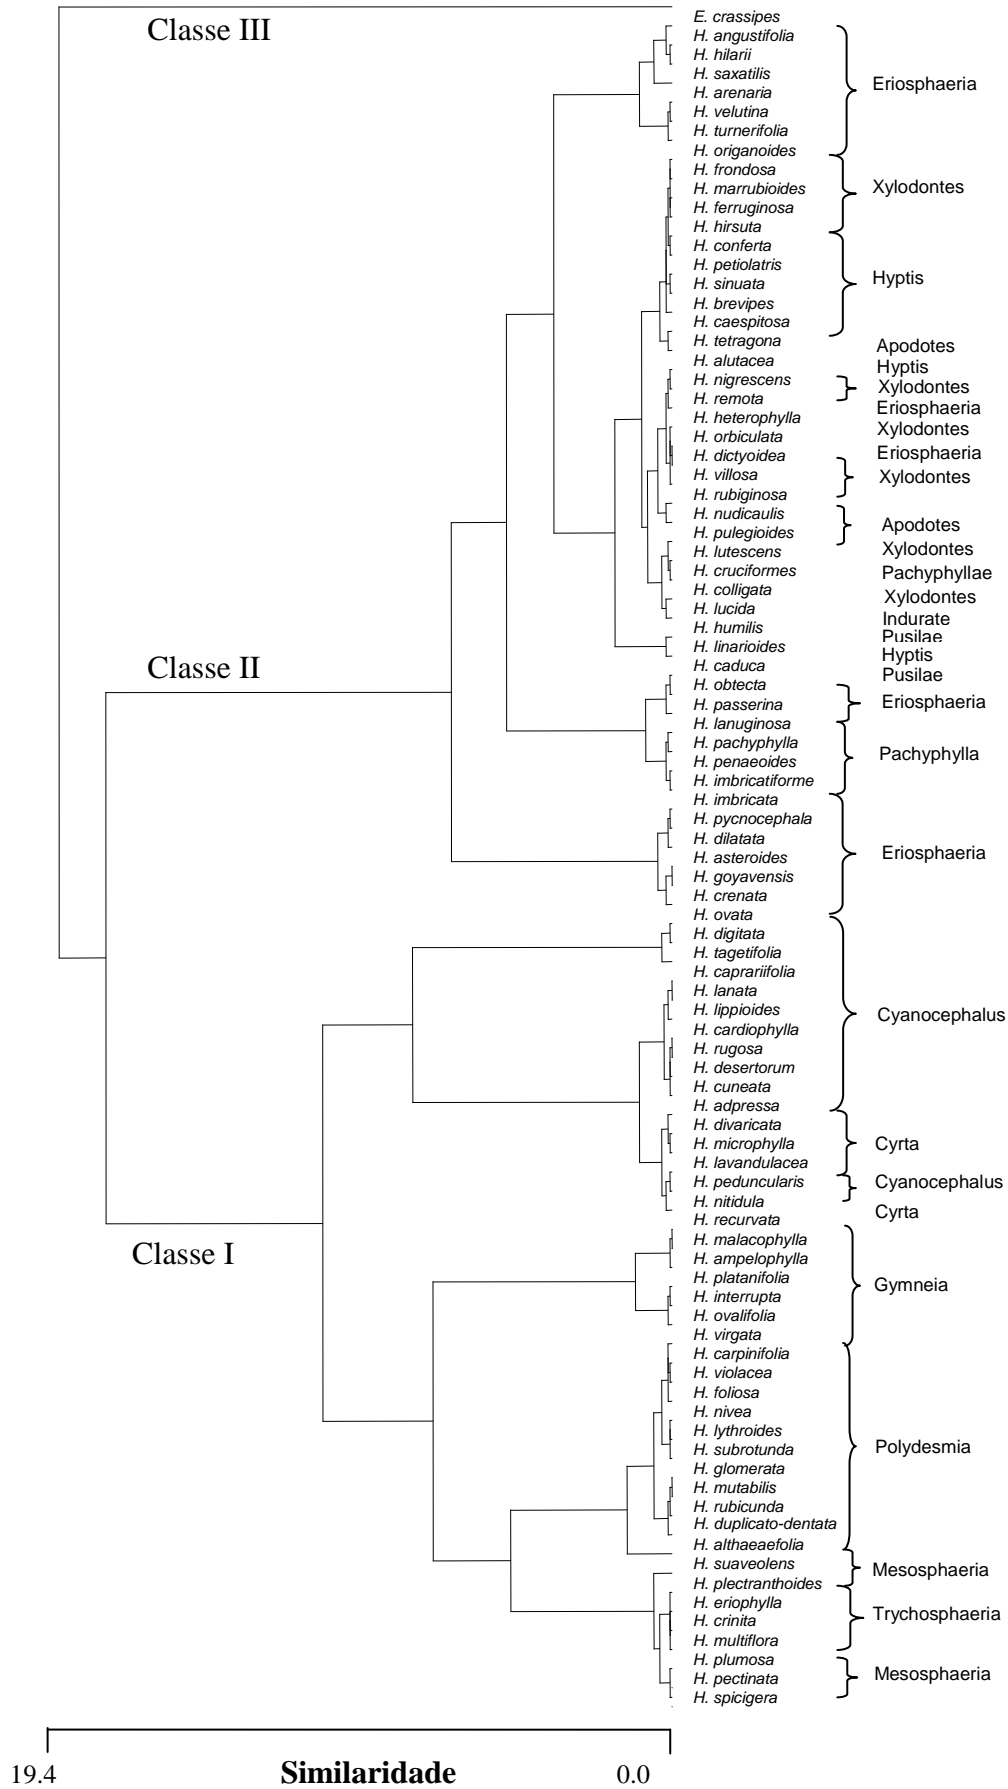 Classe III
E. crassipes
H. angustifolia
H. hilarii
H. saxatilis
Eriosphaeria
H. arenaria
H. velutina
H. turnerifolia
H. origanoides
H. frondosa
Xylodontes
H. marrubioides
H. ferruginosa
H. hirsuta
H. conferta
H. petiolatris
Hyptis
H. sinuata
H. brevipes
H. caespitosa
H. tetragona
Apodotes
H. alutacea
Hyptis
H. nigrescens
Xylodontes
H. remota
Eriosphaeria
H. heterophylla
Xylodontes
H. orbiculata
Eriosphaeria
H. dictyoidea
H. villosa
Xylodontes
H. rubiginosa
H. nudicaulis
Apodotes
H. pulegioides
Xylodontes
H. lutescens
H. cruciformes
Pachyphyllae
H. colligata
Xylodontes
H. lucida
Indurate
H. humilis
Pusilae
H. linarioides
Hyptis
Classe II
H. caduca
Pusilae
H. obtecta
H. passerina
Eriosphaeria
H. lanuginosa
H. pachyphylla
Pachyphylla
H. penaeoides
H. imbricatiforme
H. imbricata
H. pycnocephala
H. dilatata
Eriosphaeria
H. asteroides
H. goyavensis
H. crenata
H. ovata
H. digitata
H. tagetifolia
H. caprariifolia
H. lanata
H. lippioides
Cyanocephalus
H. cardiophylla
H. rugosa
H. desertorum
H. cuneata
H. adpressa
H. divaricata
H. microphylla
Cyrta
H. lavandulacea
H. peduncularis
Cyanocephalus
H. nitidula
Cyrta
H. recurvata
H. malacophylla
Classe I
H. ampelophylla
H. platanifolia
Gymneia
H. interrupta
H. ovalifolia
H. virgata
H. carpinifolia
H. violacea
H. foliosa
H. nivea
H. lythroides
Polydesmia
H. subrotunda
H. glomerata
H. mutabilis
H. rubicunda
H. duplicato-dentata
H. althaeaefolia
H. suaveolens
Mesosphaeria
H. plectranthoides
H. eriophylla
Trychosphaeria
H. crinita
H. multiflora
H. plumosa
Mesosphaeria
H. pectinata
H. spicigera
19.4 Similaridade 0.0